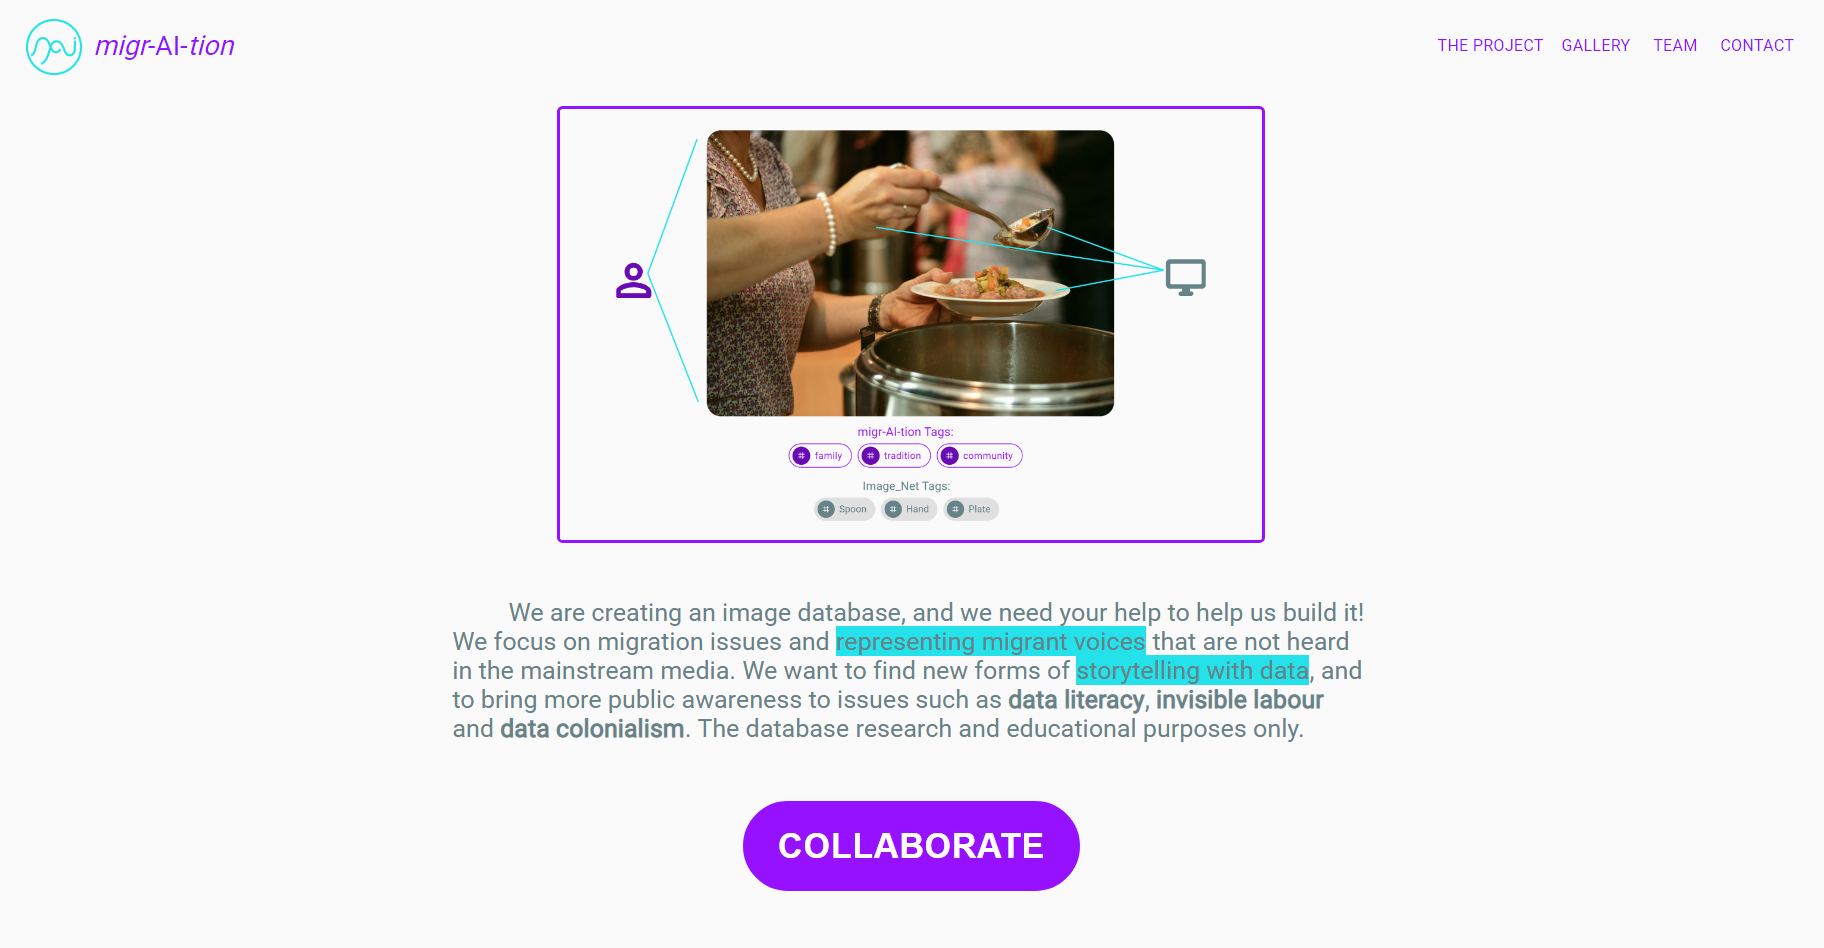 migr-AI-tion
THE PROJECT GALLERY TEAM CONTACT
migr-AI-tion Tags:
# family # tradition # community
Image_Net Tags:
# Spoon # Hand # Plate
We are creating an image database, and we need your help to help us build it!
We focus on migration issues and representing migrant voices that are not heard
in the mainstream media. We want to find new forms of storytelling with data, and
to bring more public awareness to issues such as data literacy, invisible labour
and data colonialism. The database research and educational purposes only.
COLLABORATE